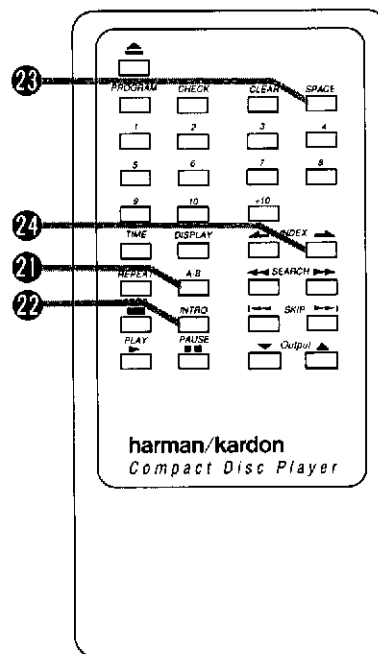 23
PROGRAM CHECK CLEAR SPACE
1 2 3 4
5 6 7 8
9 10 +10
24
TIME DISPLAY INDEX
21
REPEAT A·B SEARCH
22
INTRO SKIP
PLAY PAUSE Output
harman/kardon
Compact Disc Player